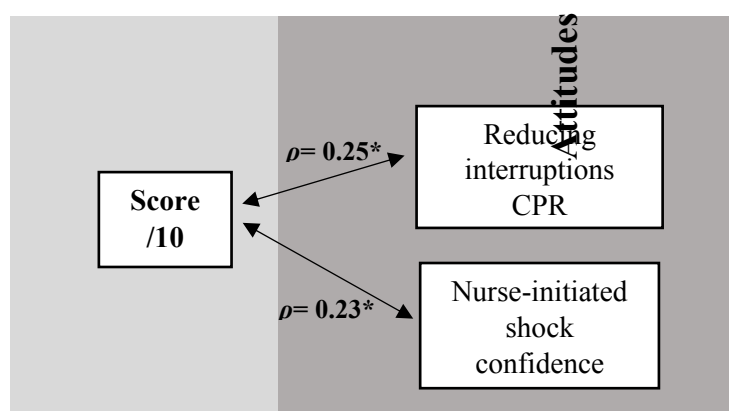 Attitudes
ρ= 0.25*
Reducing
interruptions
CPR
Score
/10
ρ= 0.23*
Nurse-initiated
shock
confidence